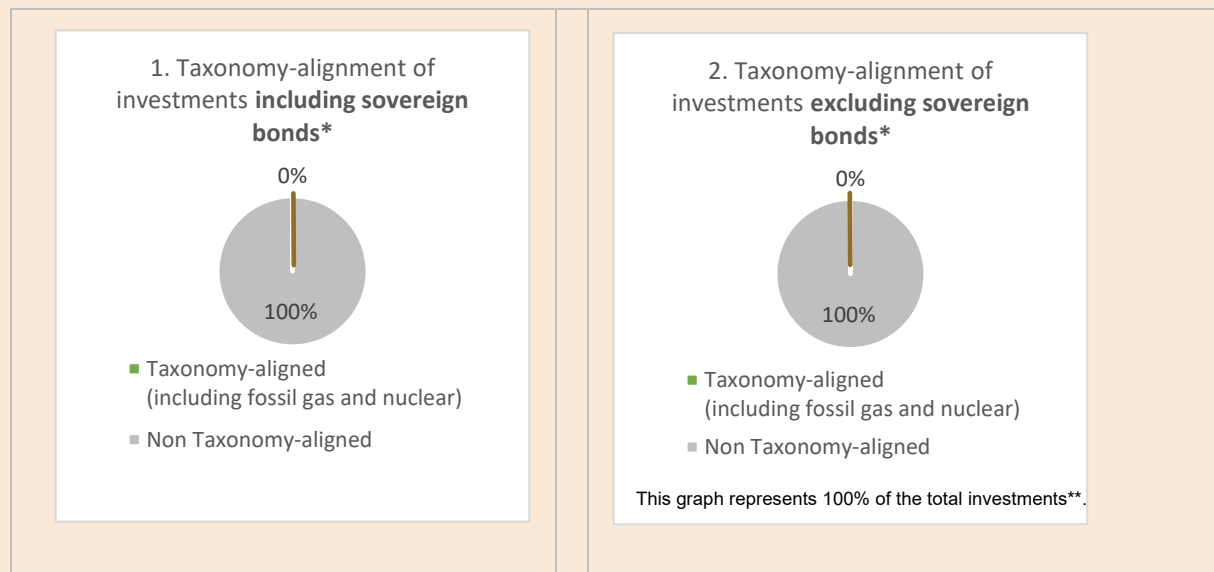 1. Taxonomy-alignment of
investments including sovereign
bonds*
0%
100%
Taxonomy-aligned
(including fossil gas and nuclear)
Non Taxonomy-aligned
2. Taxonomy-alignment of
investments excluding sovereign
bonds*
0%
100%
Taxonomy-aligned
(including fossil gas and nuclear)
Non Taxonomy-aligned
This graph represents 100% of the total investments**.